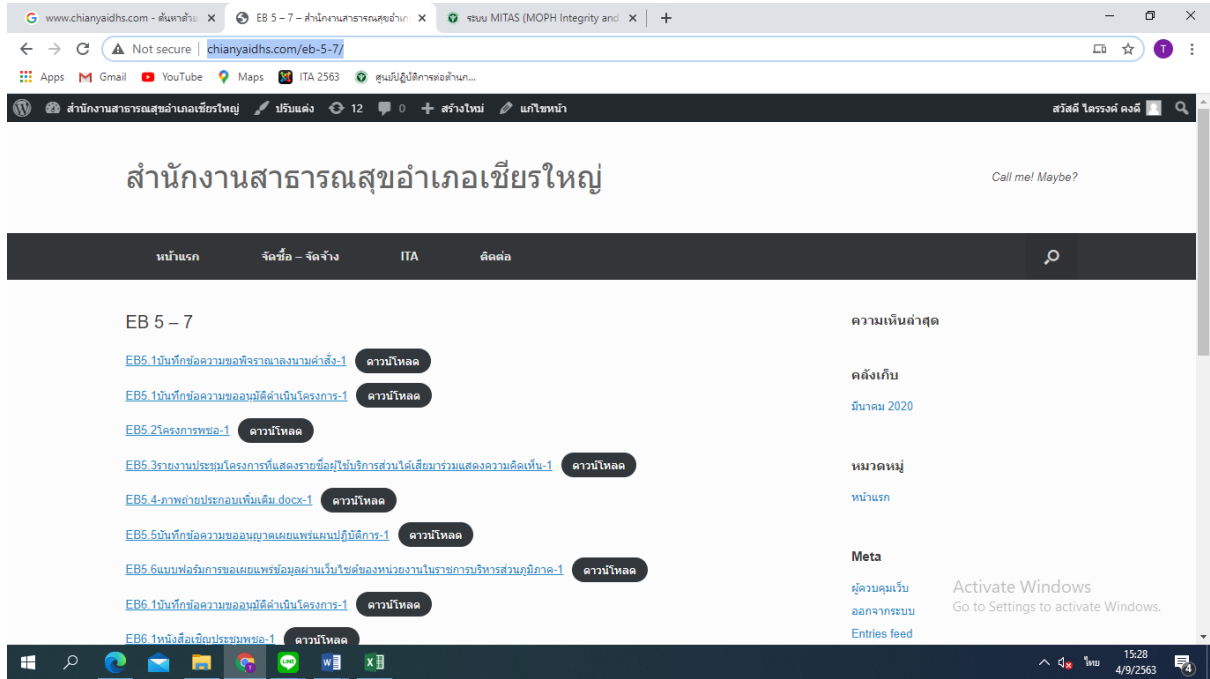 www.chianyaidhs.com - ค้นหาด้วย
EB 5 – 7 – สำนักงานสาธารณสุขอำเภ
ระบบ MITAS (MOPH Integrity and
Not secure | chianyaidhs.com/eb-5-7/
T
Apps Gmail YouTube Maps ITA 2563 ศูนย์ปฏิบัติการต่อต้านก...
สำนักงานสาธารณสุขอำเภอเชียรใหญ่ ปรับแต่ง 12 0 สร้างใหม่ แก้ไขหน้า สวัสดี ไตรรงค์ คงดี
สำนักงานสาธารณสุขอำเภอเชียรใหญ่
Call me! Maybe?
หน้าแรก จัดซื้อ – จัดจ้าง ITA ติดต่อ
EB 5 – 7
EB5.1บันทึกข้อความขอพิจราณาลงนามคำสั่ง-1 ดาวน์โหลด
EB5.1บันทึกข้อความขออนุมัติดำเนินโครงการ-1 ดาวน์โหลด
EB5.2โครงการพชอ-1 ดาวน์โหลด
EB5.3รายงานประชุมโครงการที่แสดงรายชื่อผู้ใช้บริการส่วนได้เสียมาร่วมแสดงความคิดเห็น-1 ดาวน์โหลด
EB5.4-ภาพถ่ายประกอบเพิ่มเติม.docx-1 ดาวน์โหลด
EB5.5บันทึกข้อความขออนุญาตเผยแพร่แผนปฏิบัติการ-1 ดาวน์โหลด
EB5.6แบบฟอร์มการขอเผยแพร่ข้อมูลผ่านเว็บไซต์ของหน่วยงานในราชการบริหารส่วนภูมิภาค-1 ดาวน์โหลด
EB6.1บันทึกข้อความขออนุมัติดำเนินโครงการ-1 ดาวน์โหลด
EB6.1หนังสือเชิญประชุมพชอ-1 ดาวน์โหลด
ความเห็นล่าสุด
คลังเก็บ
มีนาคม 2020
หมวดหมู่
หน้าแรก
Meta
ผู้ควบคุมเว็บ
ออกจากระบบ
Entries feed
Activate Windows
Go to Settings to activate Windows.
ไทย
15:28
4/9/2563
4